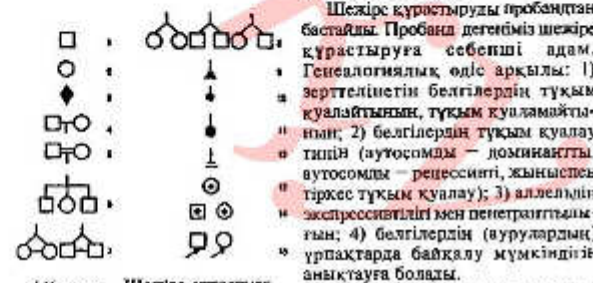 Шежіре құрастыруды пробандтан
бастайды. Пробанд дегеніміз шежіре
құрастыруға себепші адам.
Генеалогиялық әдіс арқылы: 1)
зерттелінетін белгілердің тұқым
қуалайтынын, тұқым қуаламайты-
нын; 2) белгілердің тұқым қуалау
типін (аутосомды — доминантты,
аутосомды — рецессивті, жыныспен
тіркес тұқым қуалау); 3) аллельдің
экспрессивтілігі мен пенетранттылы-
ғын; 4) белгілердің (аурулардың)
ұрпақтарда байқалу мүмкіндігін
анықтауға болады.
Шежіре